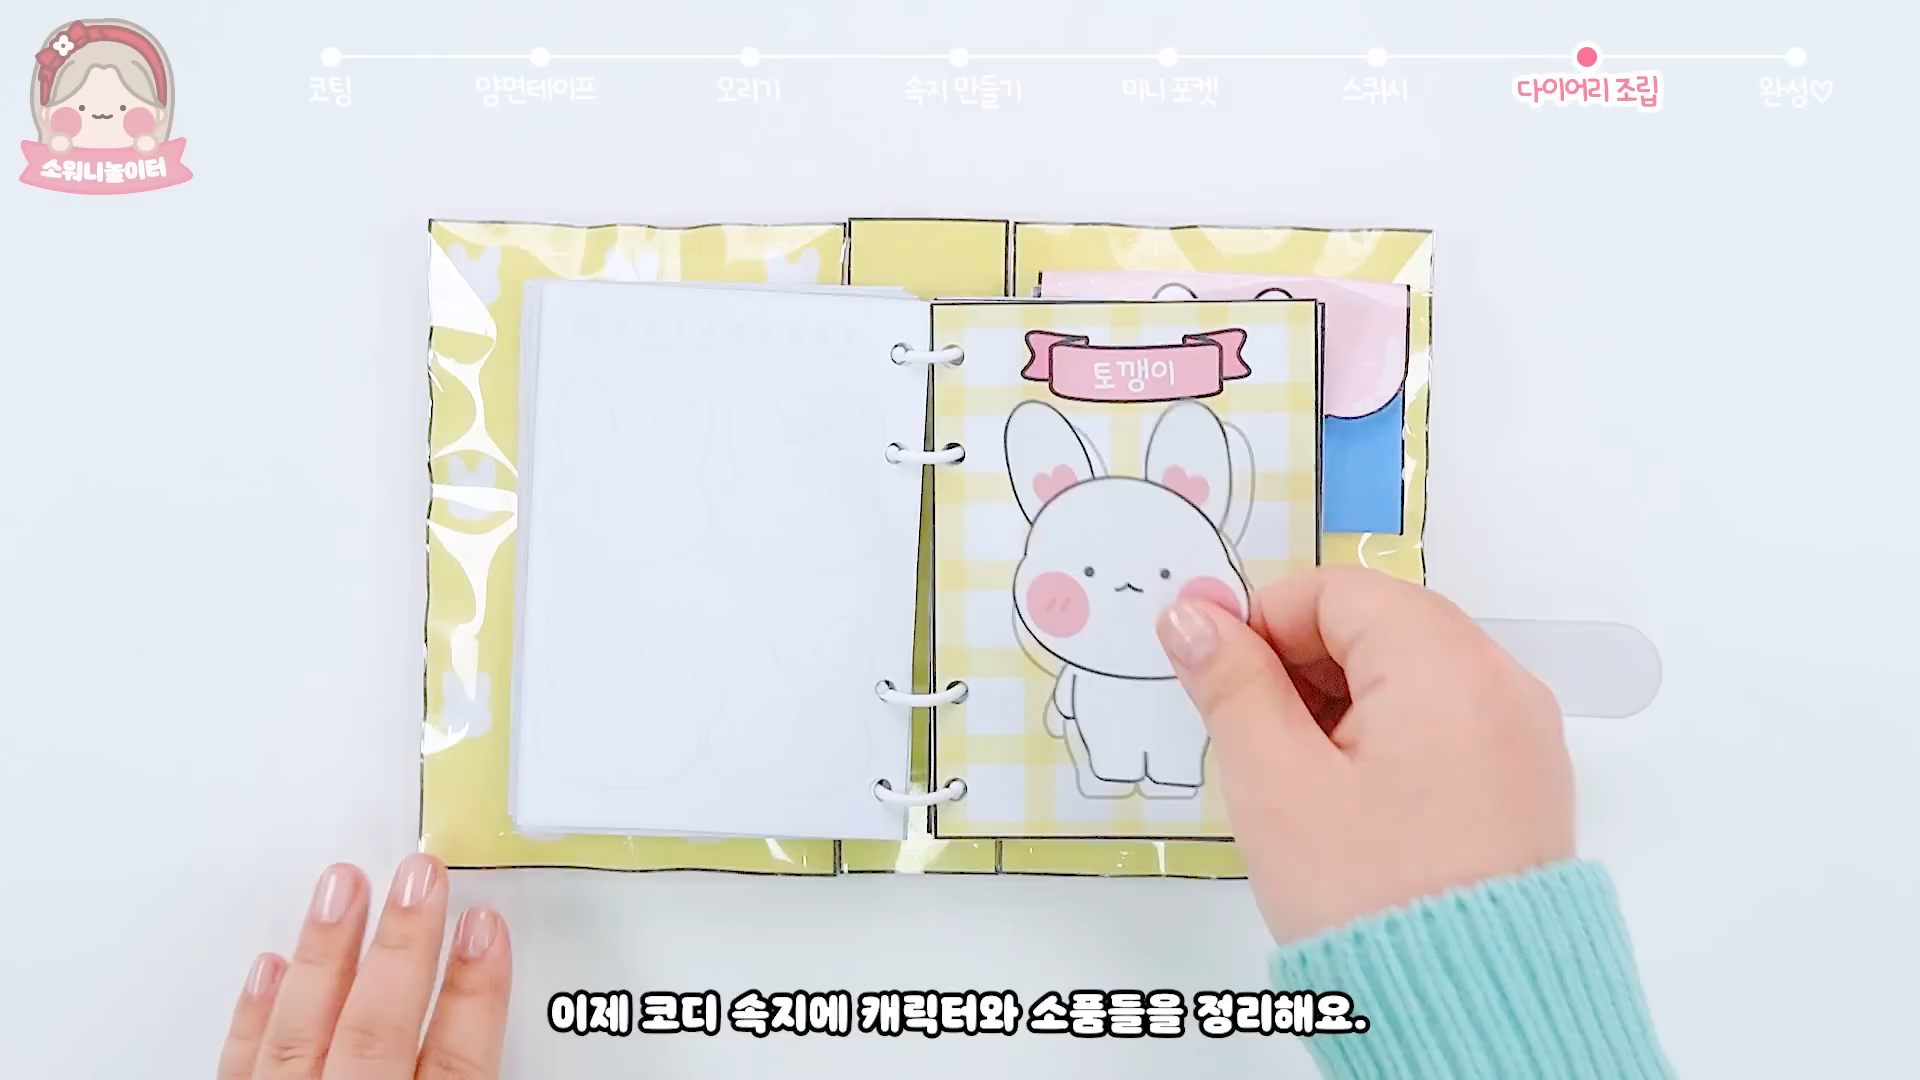 코팅
양면테이프
오리기
속지 만들기
미니 포켓
스퀴시
다이어리 조립
완성♡
소워니놀이터
토깽이
이제 코디 속지에 캐릭터와 소품들을 정리해요.